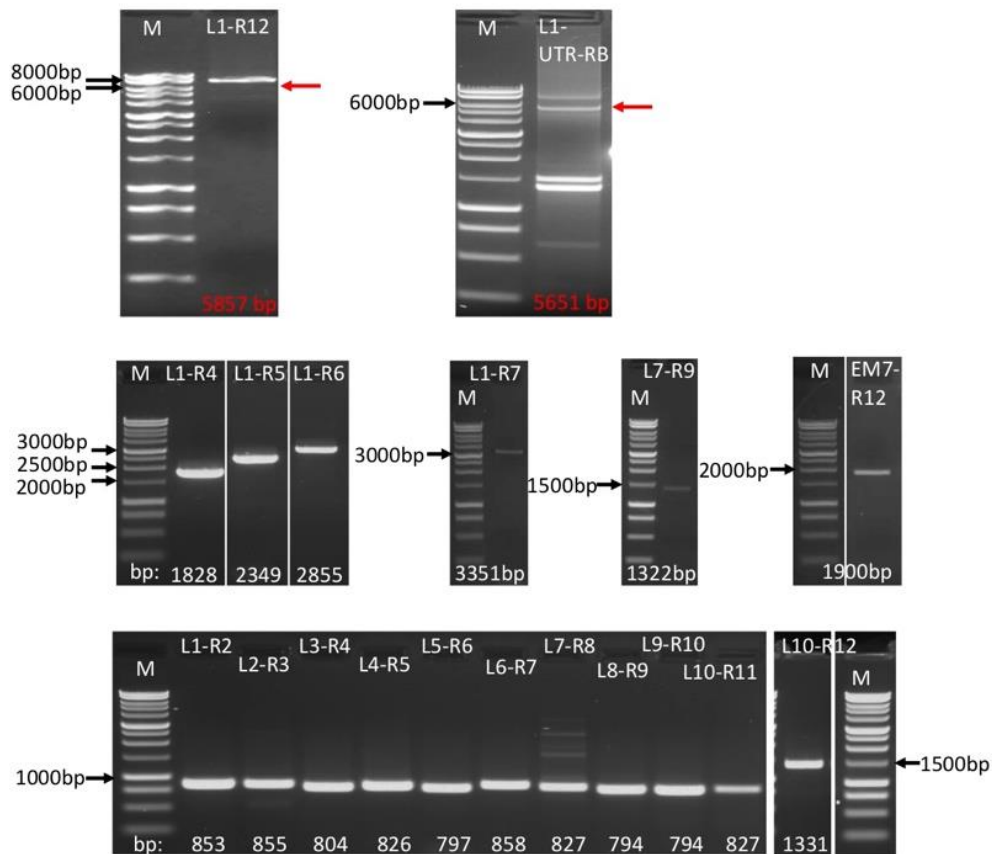 M L1-R12
8000bp
6000bp
5857 bp
M L1-
UTR-RB
6000bp
5651 bp
M L1-R4 L1-R5 L1-R6
3000bp
2500bp
2000bp
bp: 1828 2349 2855
L1-R7
M
3000bp
3351bp
L7-R9
M
1500bp
1322bp
M EM7-
R12
2000bp
1900bp
L1-R2 L3-R4 L5-R6 L7-R8 L9-R10 L10-R12
M L2-R3 L4-R5 L6-R7 L8-R9 L10-R11 M
1000bp
1500bp
bp: 853 855 804 826 797 858 827 794 794 827 1331